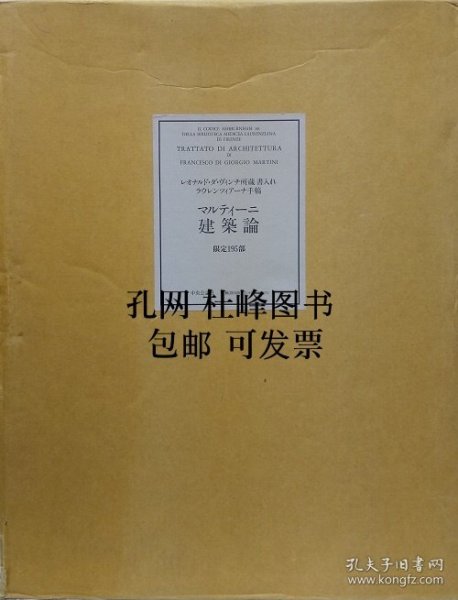 IL CODICE ASHBURNHAM 361
DELLA BIBLIOTECA MEDICEA LAURENZIANA
DI FIRENZE
TRATTATO DI ARCHITETTURA
DI
FRANCESCO DI GIORGIO MARTINI
レオナルド・ダ・ヴィンチ所蔵・書入れ
ラウレンツィアーナ手稿
マルティーニ
建築論
限定195部
中央公
孔网 杜峰图书
包邮 可发票
孔夫子旧书网
www.kongfz.com